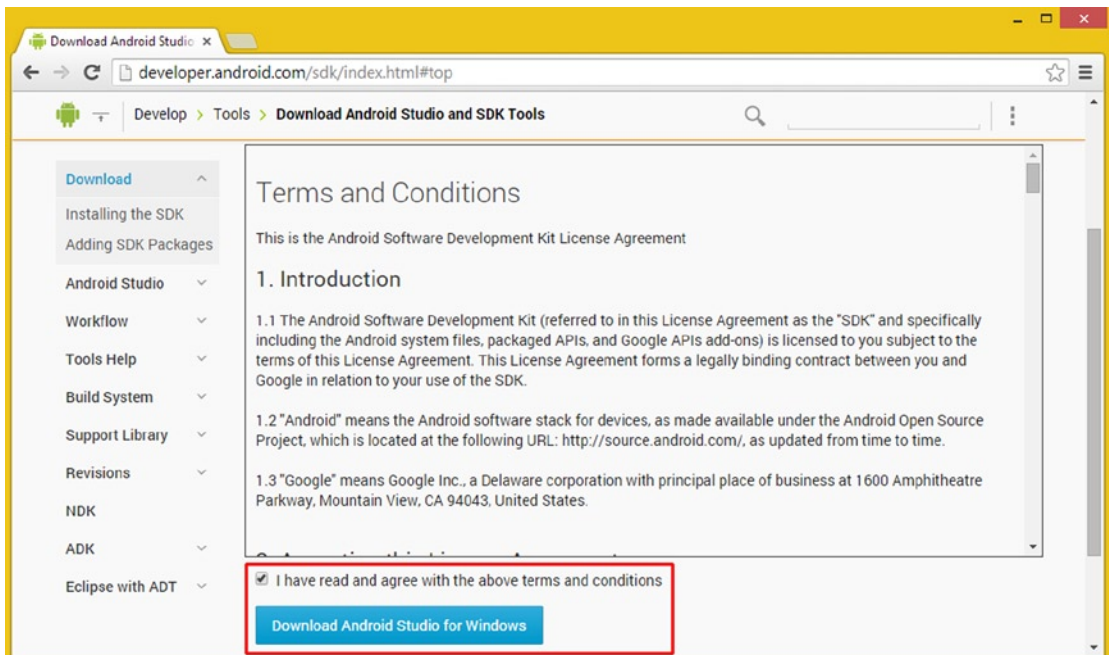 Download Android Studio
developer.android.com/sdk/index.html#top
Develop > Tools > Download Android Studio and SDK Tools
Download
Installing the SDK
Adding SDK Packages
Android Studio
Workflow
Tools Help
Build System
Support Library
Revisions
NDK
ADK
Eclipse with ADT
Terms and Conditions
This is the Android Software Development Kit License Agreement
1. Introduction
1.1 The Android Software Development Kit (referred to in this License Agreement as the "SDK" and specifically
including the Android system files, packaged APIs, and Google APIs add-ons) is licensed to you subject to the
terms of this License Agreement. This License Agreement forms a legally binding contract between you and
Google in relation to your use of the SDK.
1.2 "Android" means the Android software stack for devices, as made available under the Android Open Source
Project, which is located at the following URL: http://source.android.com/, as updated from time to time.
1.3 "Google" means Google Inc., a Delaware corporation with principal place of business at 1600 Amphitheatre
Parkway, Mountain View, CA 94043, United States.
I have read and agree with the above terms and conditions
Download Android Studio for Windows